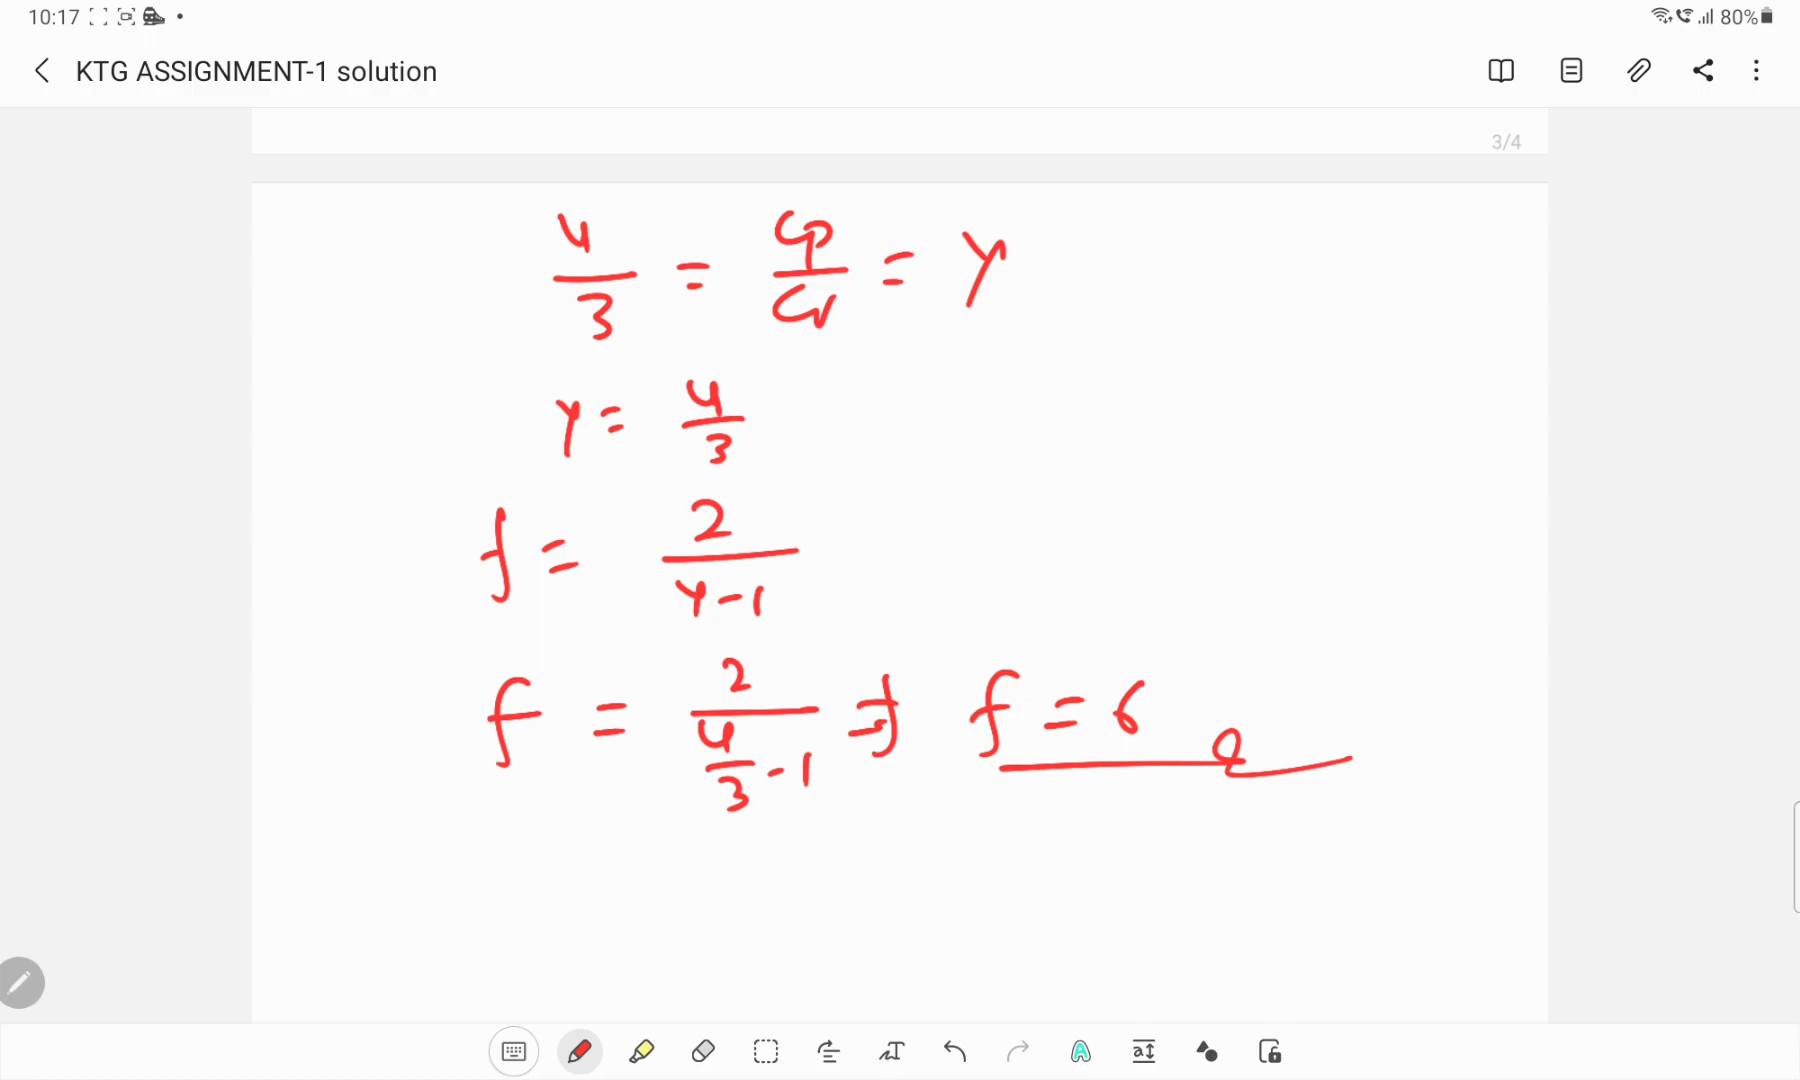 10:17 80%
KTG ASSIGNMENT-1 solution
3/4
4/3 = Cp/Cv = γ
γ = 4/3
f = 2/(γ-1)
f = 2/(4/3 - 1) ⇒ f = 6